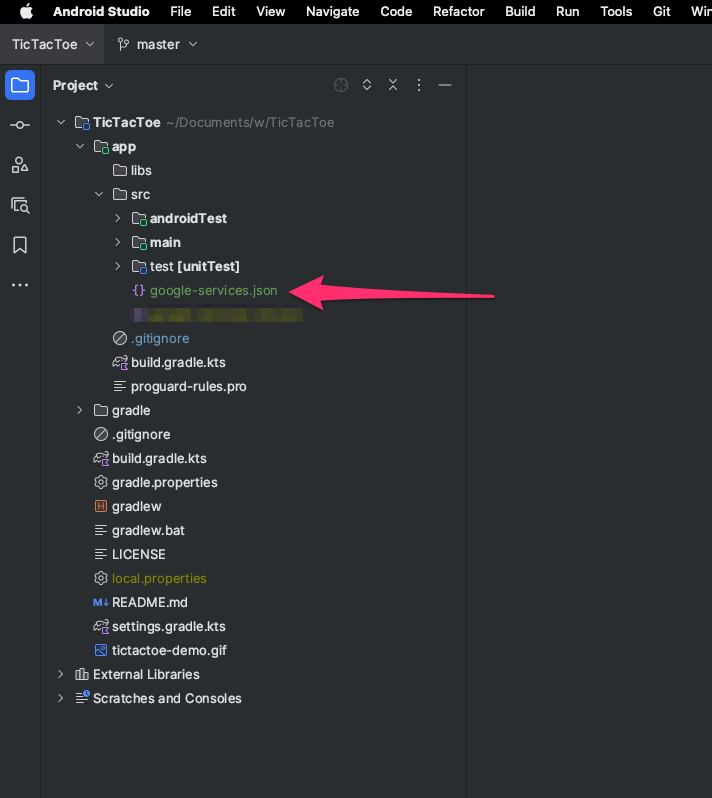 Android Studio File Edit View Navigate Code Refactor Build Run Tools Git
TicTacToe master
Project
TicTacToe ~/Documents/w/TicTacToe
app
libs
src
androidTest
main
test [unitTest]
{} google-services.json
.gitignore
build.gradle.kts
proguard-rules.pro
gradle
.gitignore
build.gradle.kts
gradle.properties
H gradlew
gradlew.bat
LICENSE
local.properties
M↓ README.md
settings.gradle.kts
tictactoe-demo.gif
External Libraries
Scratches and Consoles